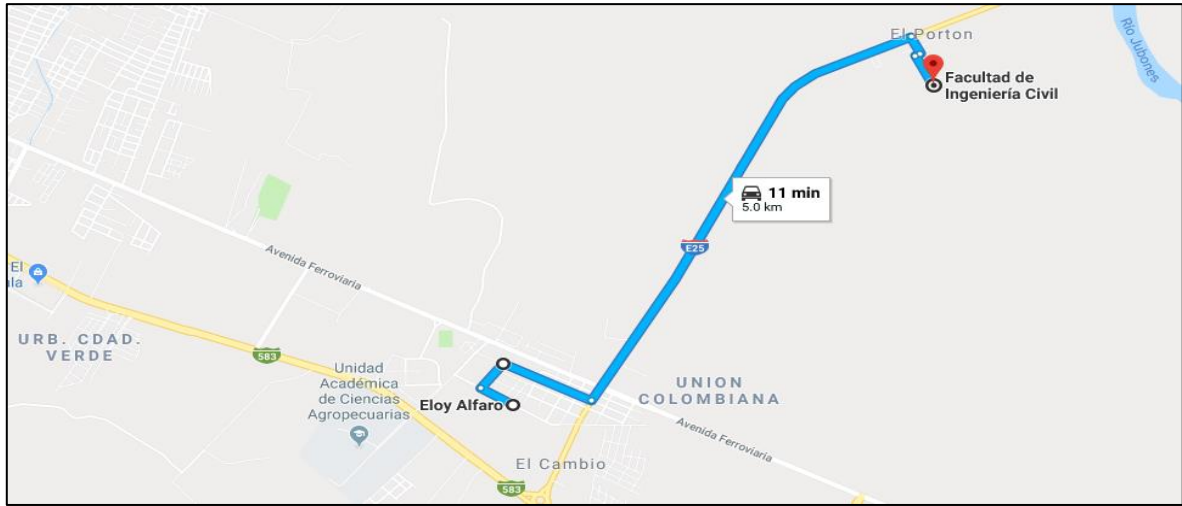 El Porton
Río Jubones
Facultad de
Ingeniería Civil
11 min
5.0 km
E25
Avenida Ferroviaria
El
ala
URB. CDAD.
VERDE
583
Unidad
Académica
de Ciencias
Agropecuarias
Eloy Alfaro
UNION
COLOMBIANA
Avenida Ferroviaria
El Cambio
583